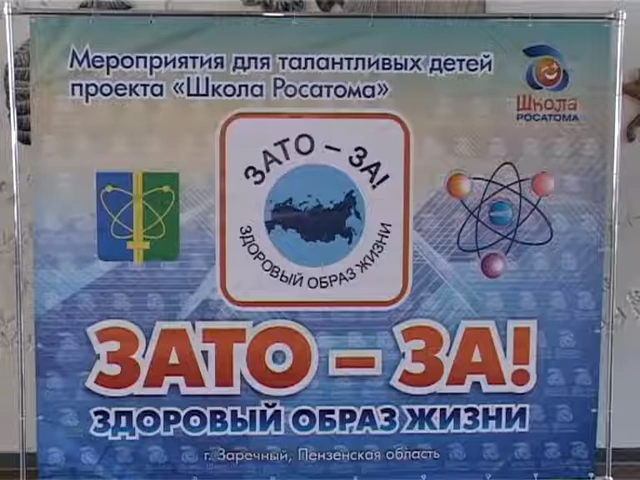 Мероприятия для талантливых детей
проекта «Школа Росатома»
Школа
РОСАТОМА
ЗАТО – ЗА!
ЗДОРОВЫЙ ОБРАЗ ЖИЗНИ
ЗАТО – ЗА!
ЗДОРОВЫЙ ОБРАЗ ЖИЗНИ
г. Заречный, Пензенская область